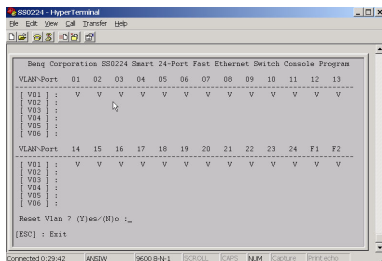 SS0224 - HyperTerminal
File Edit View Call Transfer Help
Benq Corporation SS0224 Smart 24-Port Fast Ethernet Switch Console Program
VLAN\Port 01 02 03 04 05 06 07 08 09 10 11 12 13
[ V01 ] : V V V V V V V V V V V V V
[ V02 ] :
[ V03 ] :
[ V04 ] :
[ V05 ] :
[ V06 ] :
VLAN\Port 14 15 16 17 18 19 20 21 22 23 24 F1 F2
[ V01 ] : V V V V V V V V V V V V V
[ V02 ] :
[ V03 ] :
[ V04 ] :
[ V05 ] :
[ V06 ] :
Reset Vlan ? (Y)es/(N)o :_
[ESC] : Exit
Connected 0:29:42 ANSIW 9600 8-N-1 SCROLL CAPS NUM Capture Print echo